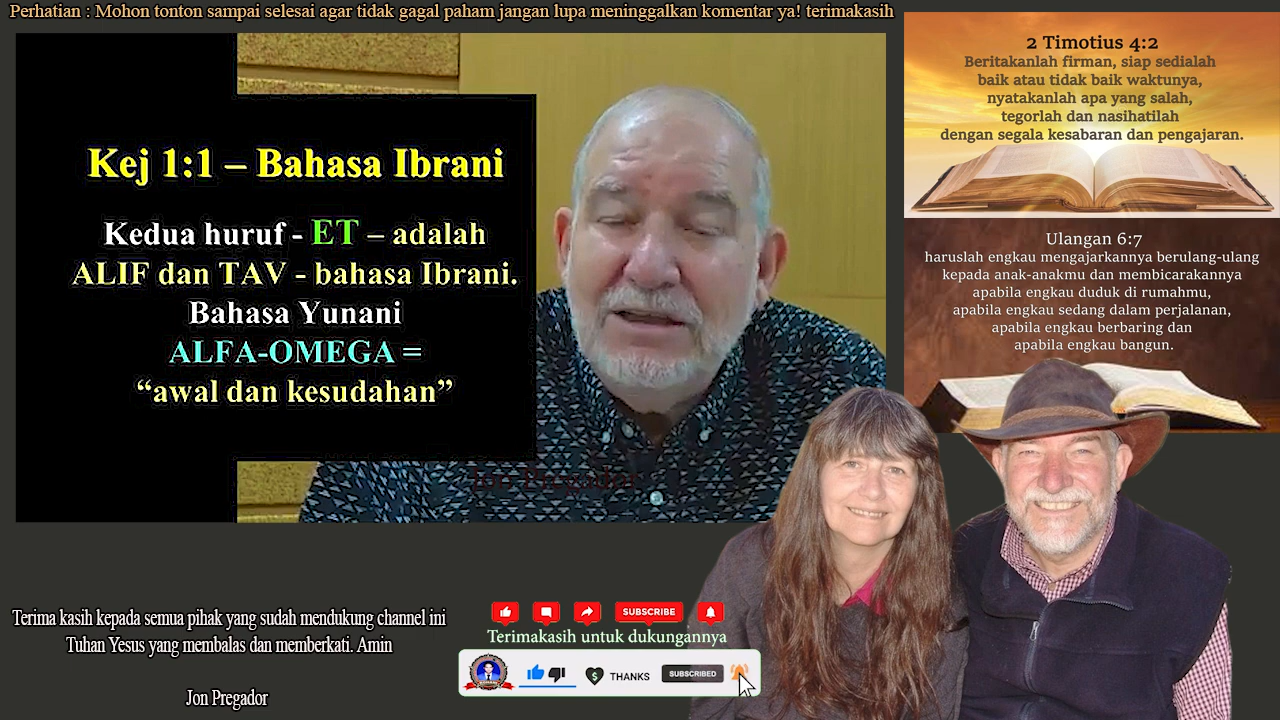 Perhatian : Mohon tonton sampai selesai agar tidak gagal paham jangan lupa meninggalkan komentar ya! terimakasih
Kej 1:1 – Bahasa Ibrani
Kedua huruf - ET – adalah
ALIF dan TAV - bahasa Ibrani.
Bahasa Yunani
ALFA-OMEGA =
“awal dan kesudahan”
Jon Pregador
2 Timotius 4:2
Beritakanlah firman, siap sedialah
baik atau tidak baik waktunya,
nyatakanlah apa yang salah,
tegorlah dan nasihatilah
dengan segala kesabaran dan pengajaran.
Ulangan 6:7
haruslah engkau mengajarkannya berulang-ulang
kepada anak-anakmu dan membicarakannya
apabila engkau duduk di rumahmu,
apabila engkau sedang dalam perjalanan,
apabila engkau berbaring dan
apabila engkau bangun.
Terima kasih kepada semua pihak yang sudah mendukung channel ini
Tuhan Yesus yang membalas dan memberkati. Amin
Jon Pregador
SUBSCRIBE
Terimakasih untuk dukungannya
THANKS
SUBSCRIBED